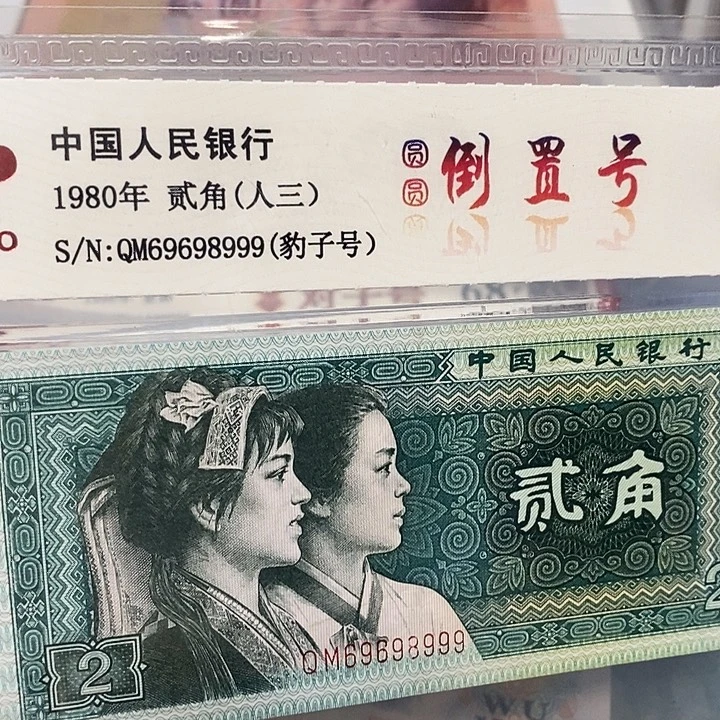 中国人民银行
1980年 贰角(人三)
S/N:QM69698999(豹子号)
圆圆 倒置号
中国人民银行
贰角
QM69698999
2
WU